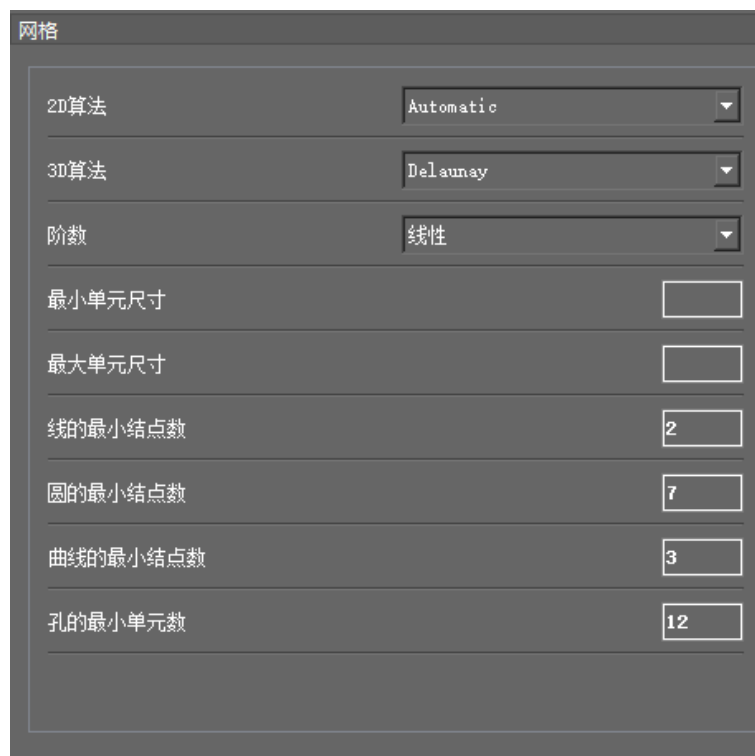 网格
2D算法 Automatic
3D算法 Delaunay
阶数 线性
最小单元尺寸
最大单元尺寸
线的最小结点数 2
圆的最小结点数 7
曲线的最小结点数 3
孔的最小单元数 12